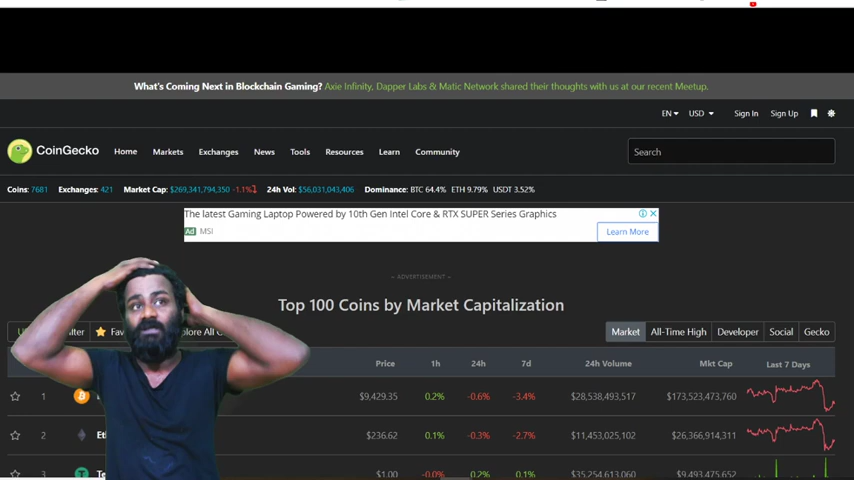 What's Coming Next in Blockchain Gaming? Axie Infinity, Dapper Labs & Matic Network shared their thoughts with us at our recent Meetup.
EN USD Sign In Sign Up
CoinGecko Home Markets Exchanges News Tools Resources Learn Community Search
Coins: 7681 Exchanges: 421 Market Cap: $269,341,794,350 -1.1% 24h Vol: $56,031,043,406 Dominance: BTC 64.4% ETH 9.79% USDT 3.52%
The latest Gaming Laptop Powered by 10th Gen Intel Core & RTX SUPER Series Graphics
Ad MSI Learn More
– ADVERTISEMENT –
Top 100 Coins by Market Capitalization
Market All-Time High Developer Social Gecko
Price 1h 24h 7d 24h Volume Mkt Cap Last 7 Days
1 $9,429.35 0.2% -0.6% -3.4% $28,538,493,517 $173,523,473,760
2 $236.62 0.1% -0.3% -2.7% $11,453,025,102 $26,366,914,311
3 $1.00 -0.0% 0.2% 0.1% $35,254,613,060 $9,493,475,652